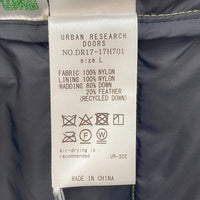 URBAN RESEARCH
DOORS
NO.DR17-17H701
size L
FABRIC 100% NYLON
LINING 100% NYLON
WADDING 80% DOWN
20% FEATHER
(RECYCLED DOWN)
Air-drying is
recommended.
UR-30E
MADE IN CHINA